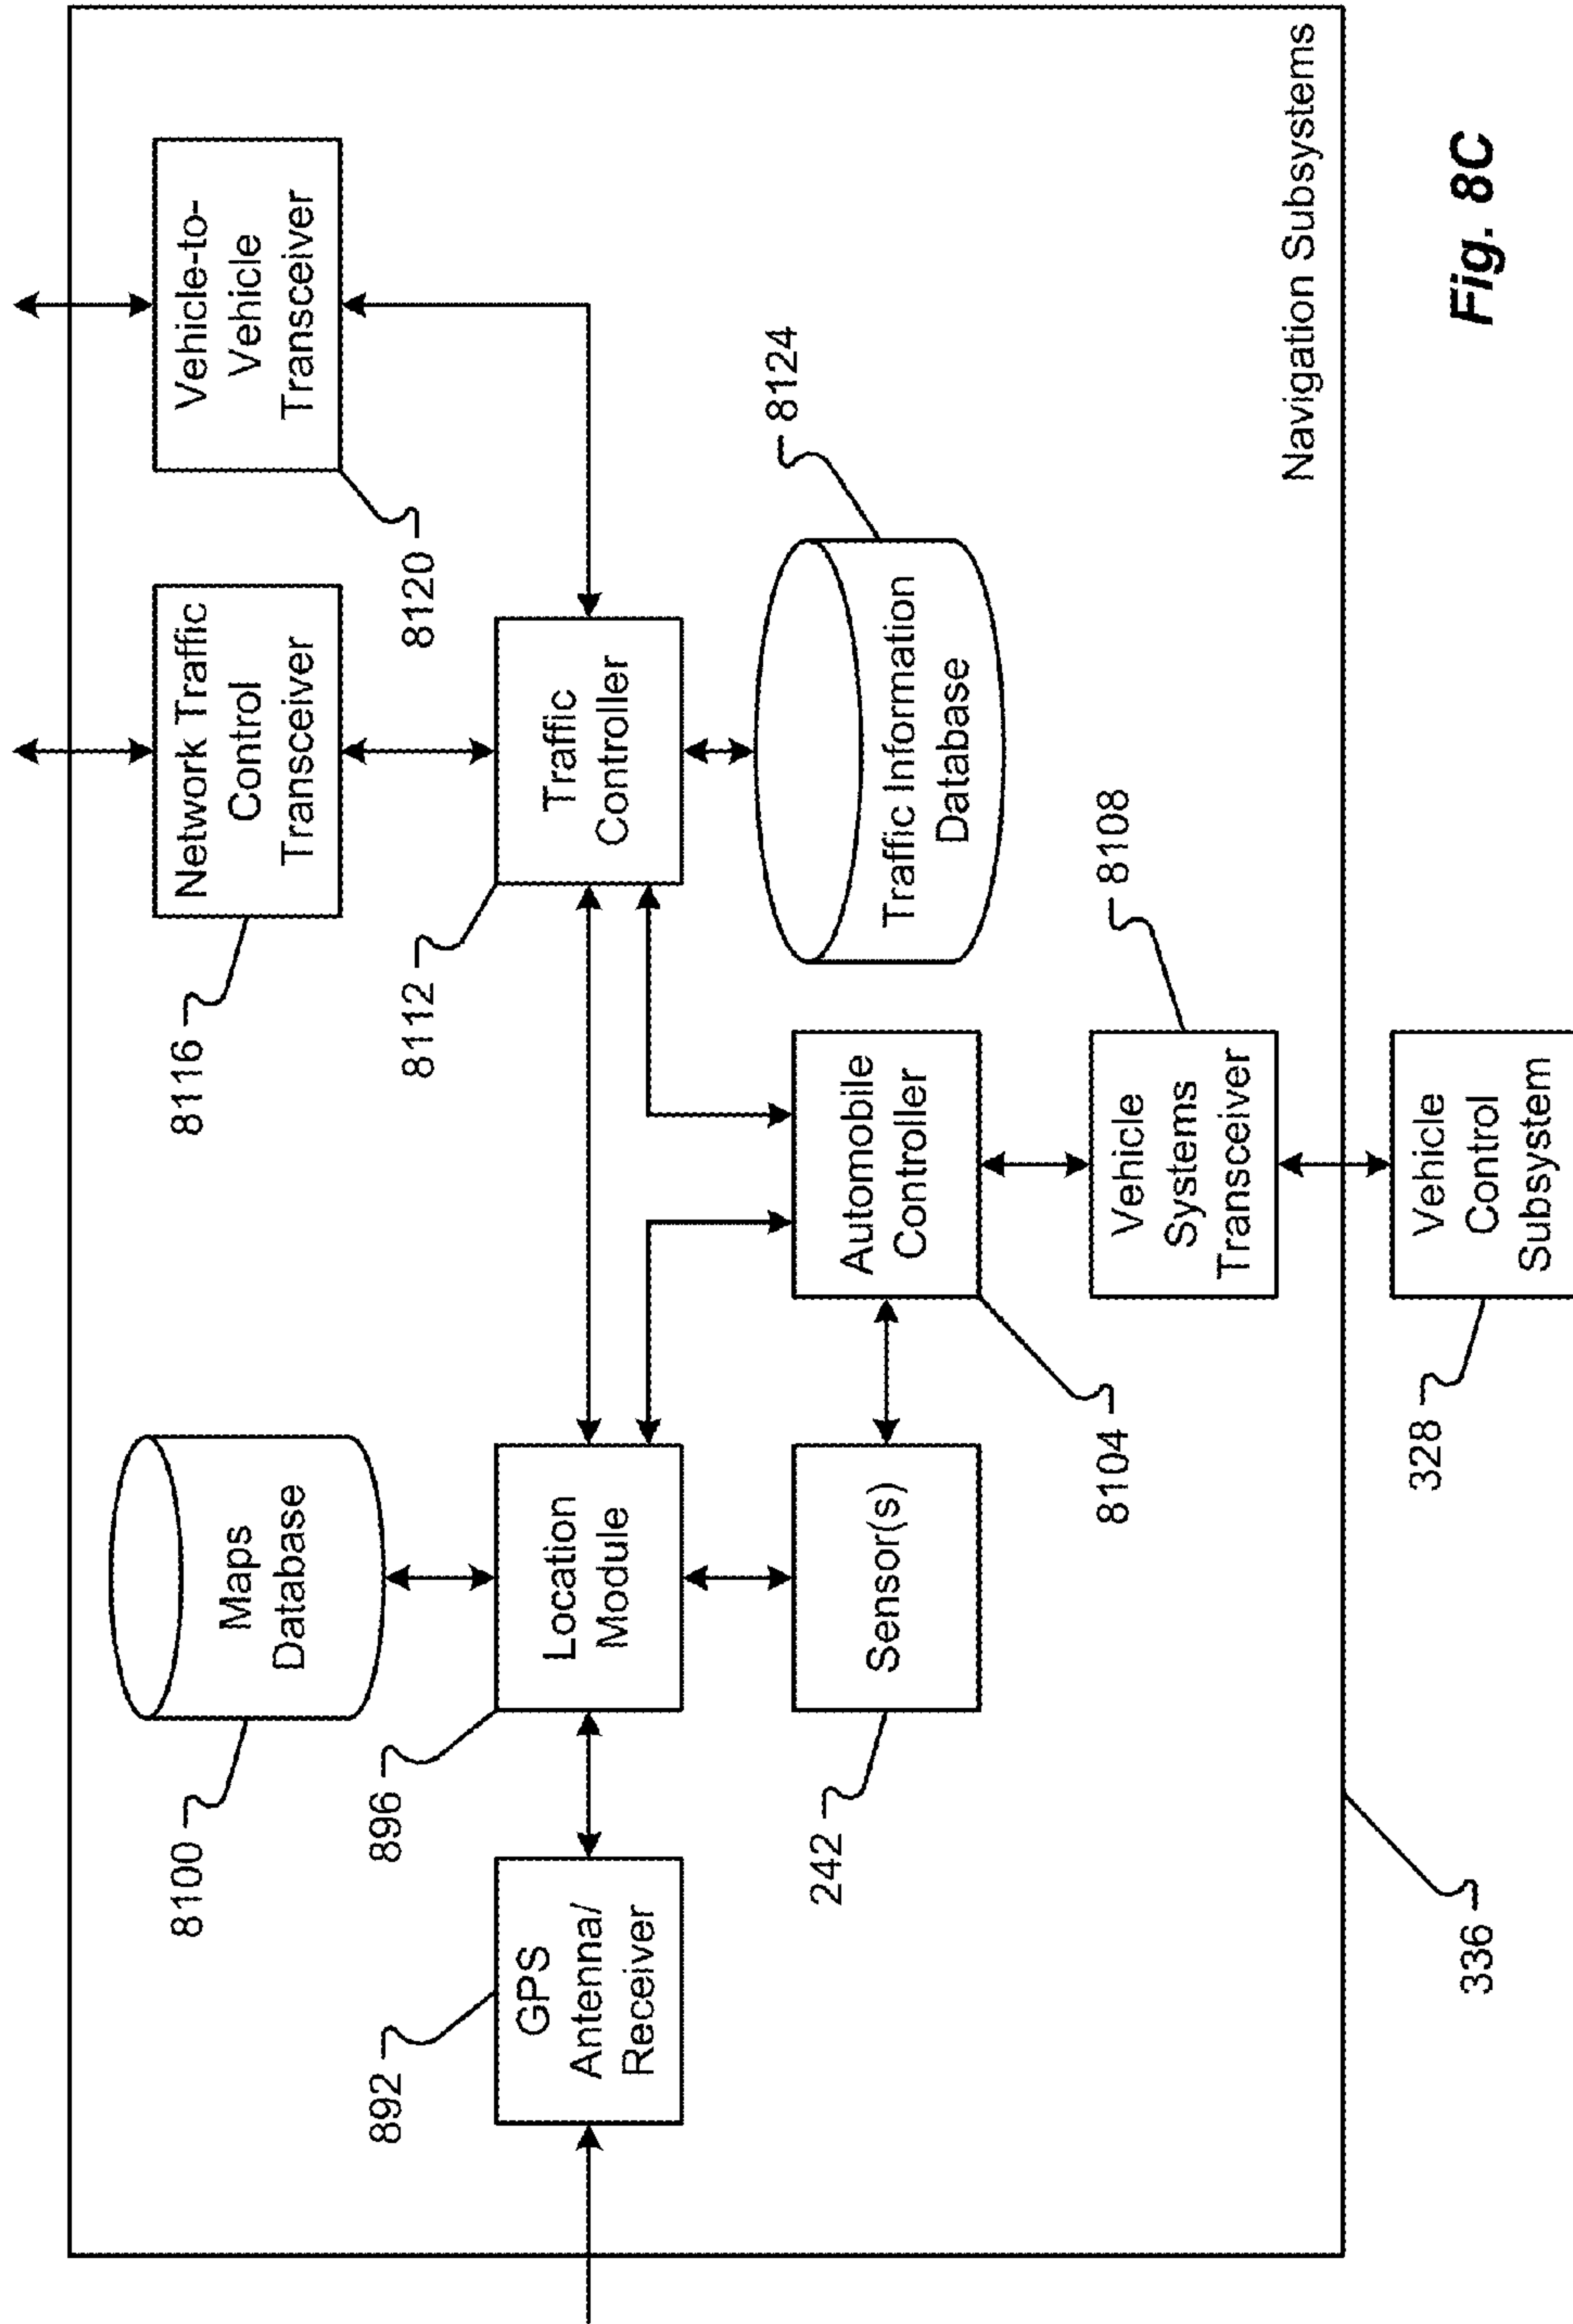 8100
Maps
Database
8116
Network Traffic
Control
Transceiver
Vehicle-to-
Vehicle
Transceiver
8120
892
GPS
Antenna/
Receiver
896
Location
Module
8112
Traffic
Controller
242
Sensor(s)
Automobile
Controller
8104
Traffic Information
Database
8124
Vehicle
Systems
Transceiver
8108
Navigation Subsystems
336
328
Vehicle
Control
Subsystem
Fig. 8C